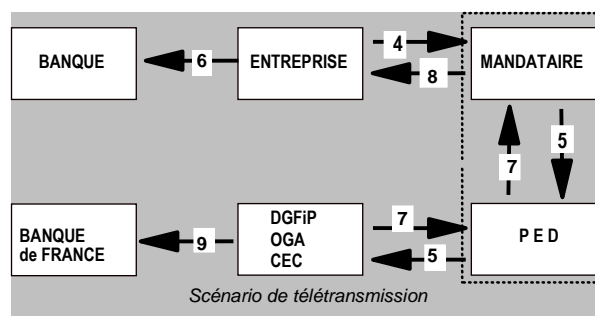 BANQUE
6
ENTREPRISE
4
8
MANDATAIRE
7
5
BANQUE
de FRANCE
9
DGFiP
OGA
CEC
7
5
P E D
Scénario de télétransmission